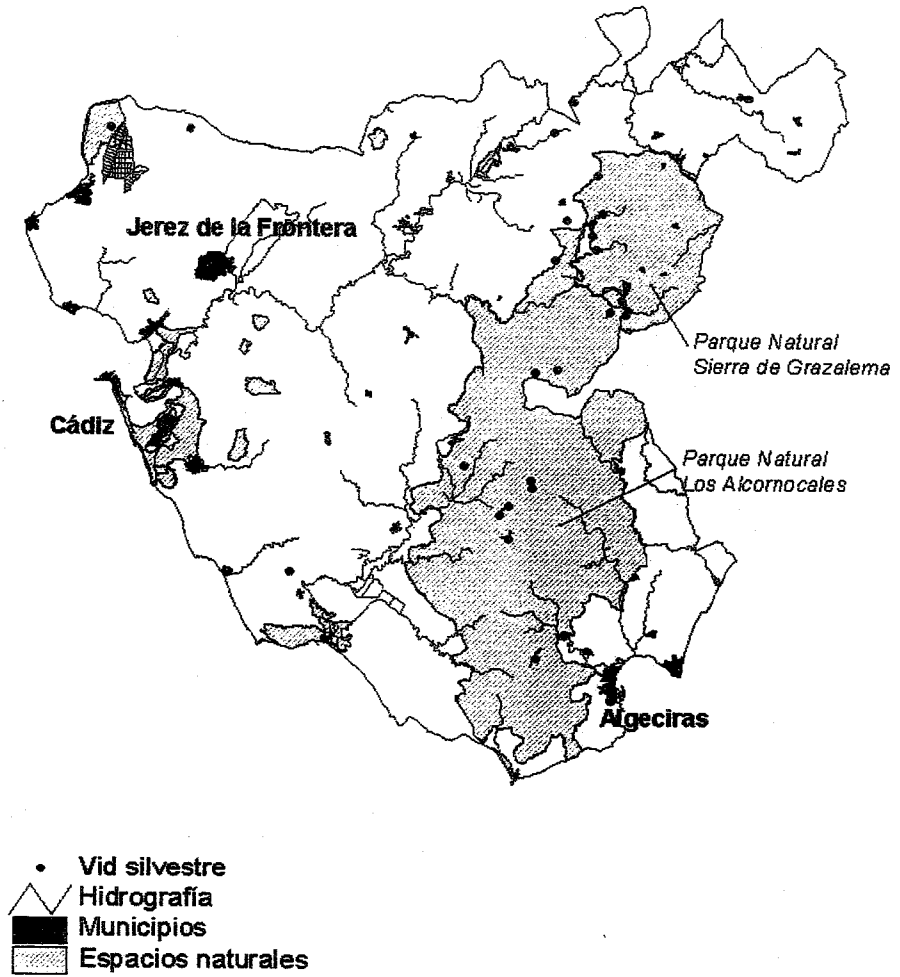 Jerez de la Frontera
Parque Natural
Sierra de Grazalema
Cádiz
Parque Natural
Los Alcornocales
Algeciras
Vid silvestre
Hidrografía
Municipios
Espacios naturales